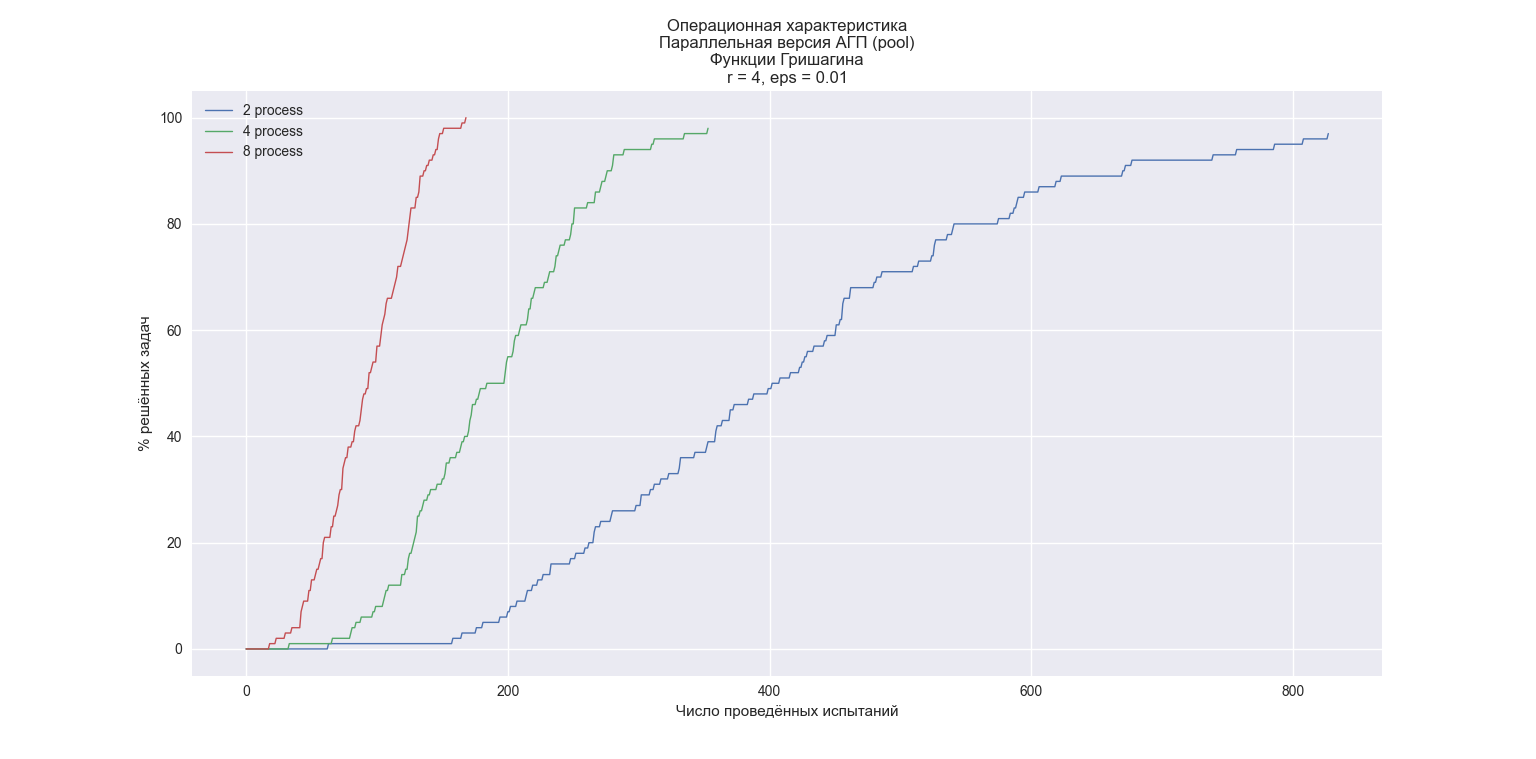 Операционная характеристика
Параллельная версия АГП (pool)
Функции Гришагина
r = 4, eps = 0.01
2 process
4 process
8 process
100
80
60
40
20
0
% решённых задач
0 200 400 600 800
Число проведённых испытаний